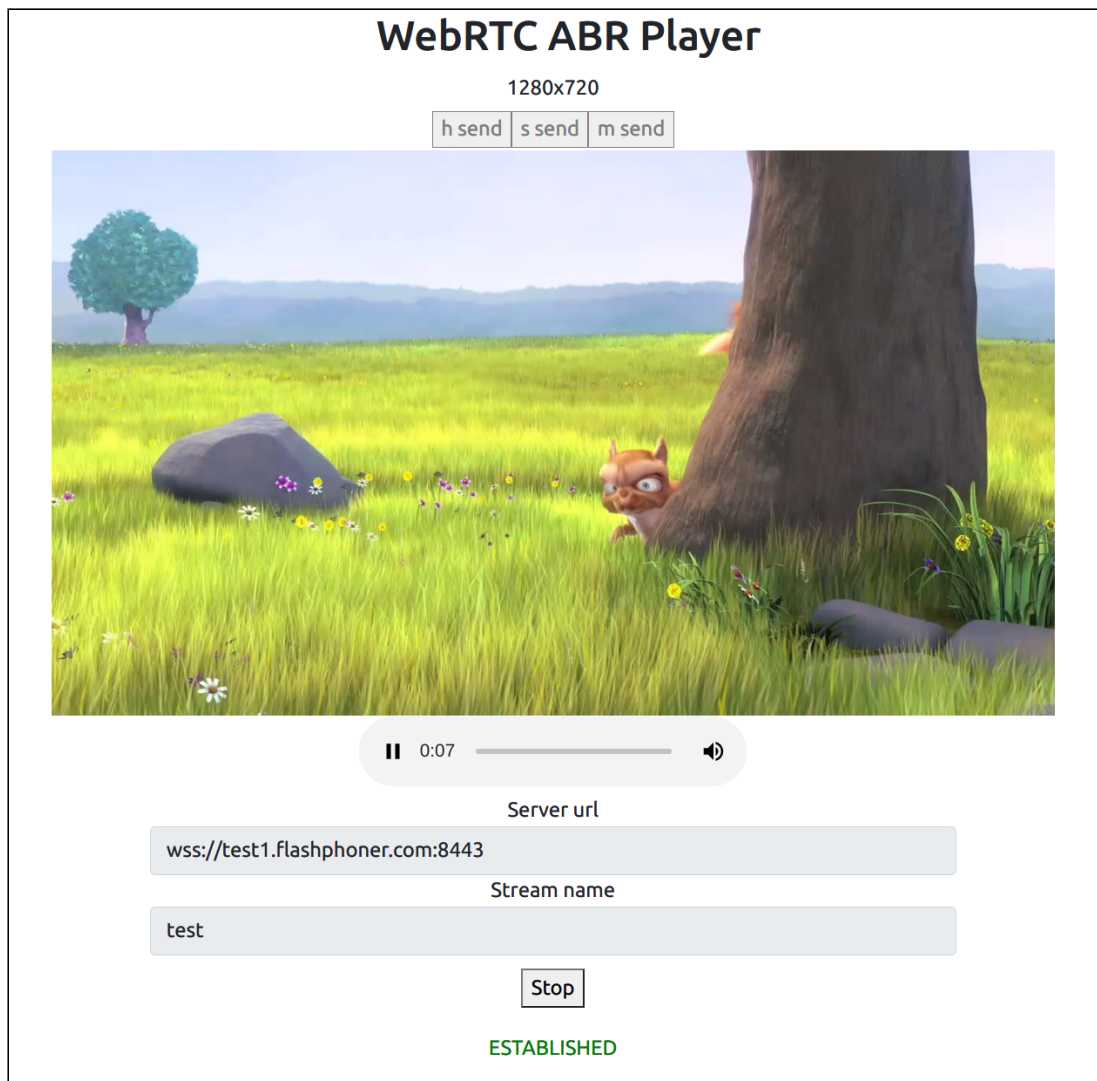 WebRTC ABR Player
1280x720
h send s send m send
0:07
Server url
wss://test1.flashphoner.com:8443
Stream name
test
Stop
ESTABLISHED